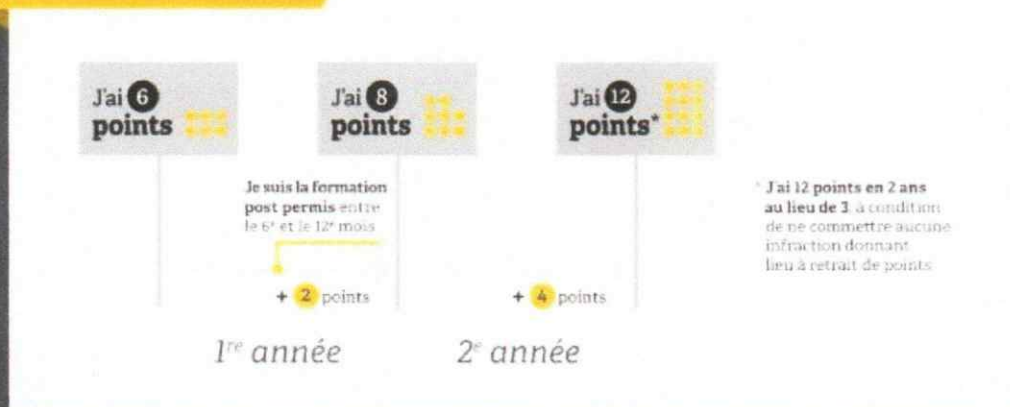 J'ai 6
points
J'ai 8
points
J'ai 12
points*
Je suis la formation
post permis entre
le 6e et le 12e mois
* J'ai 12 points en 2 ans
au lieu de 3, à condition
de ne commettre aucune
infraction donnant
lieu à retrait de points
+ 2 points
+ 4 points
1re année
2e année